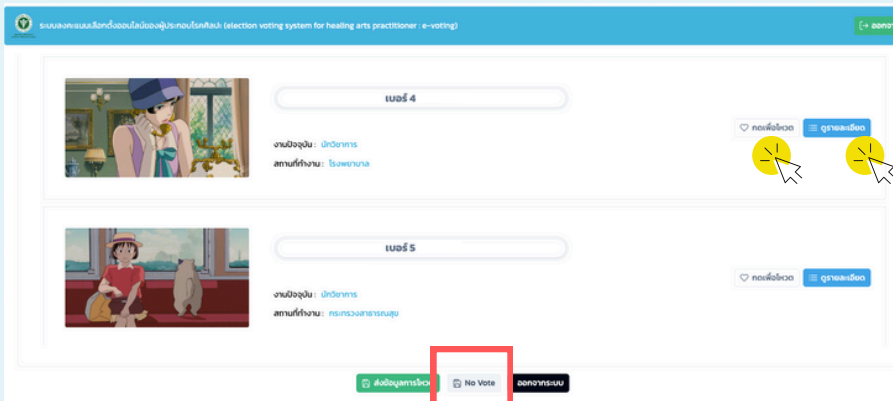 ระบบลงคะแนนเลือกตั้งออนไลน์ของผู้ประกอบโรคศิลปะ (election voting system for healing arts practitioner : e-voting)
ออกจา
เบอร์ 4
กดเพื่อโหวต
ดูรายละเอียด
งานปัจจุบัน : นักวิชาการ
สถานที่ทำงาน : โรงพยาบาล
เบอร์ 5
กดเพื่อโหวต
ดูรายละเอียด
งานปัจจุบัน : นักวิชาการ
สถานที่ทำงาน : กระทรวงสาธารณสุข
ส่งข้อมูลการโหวต
No Vote
ออกจากระบบ